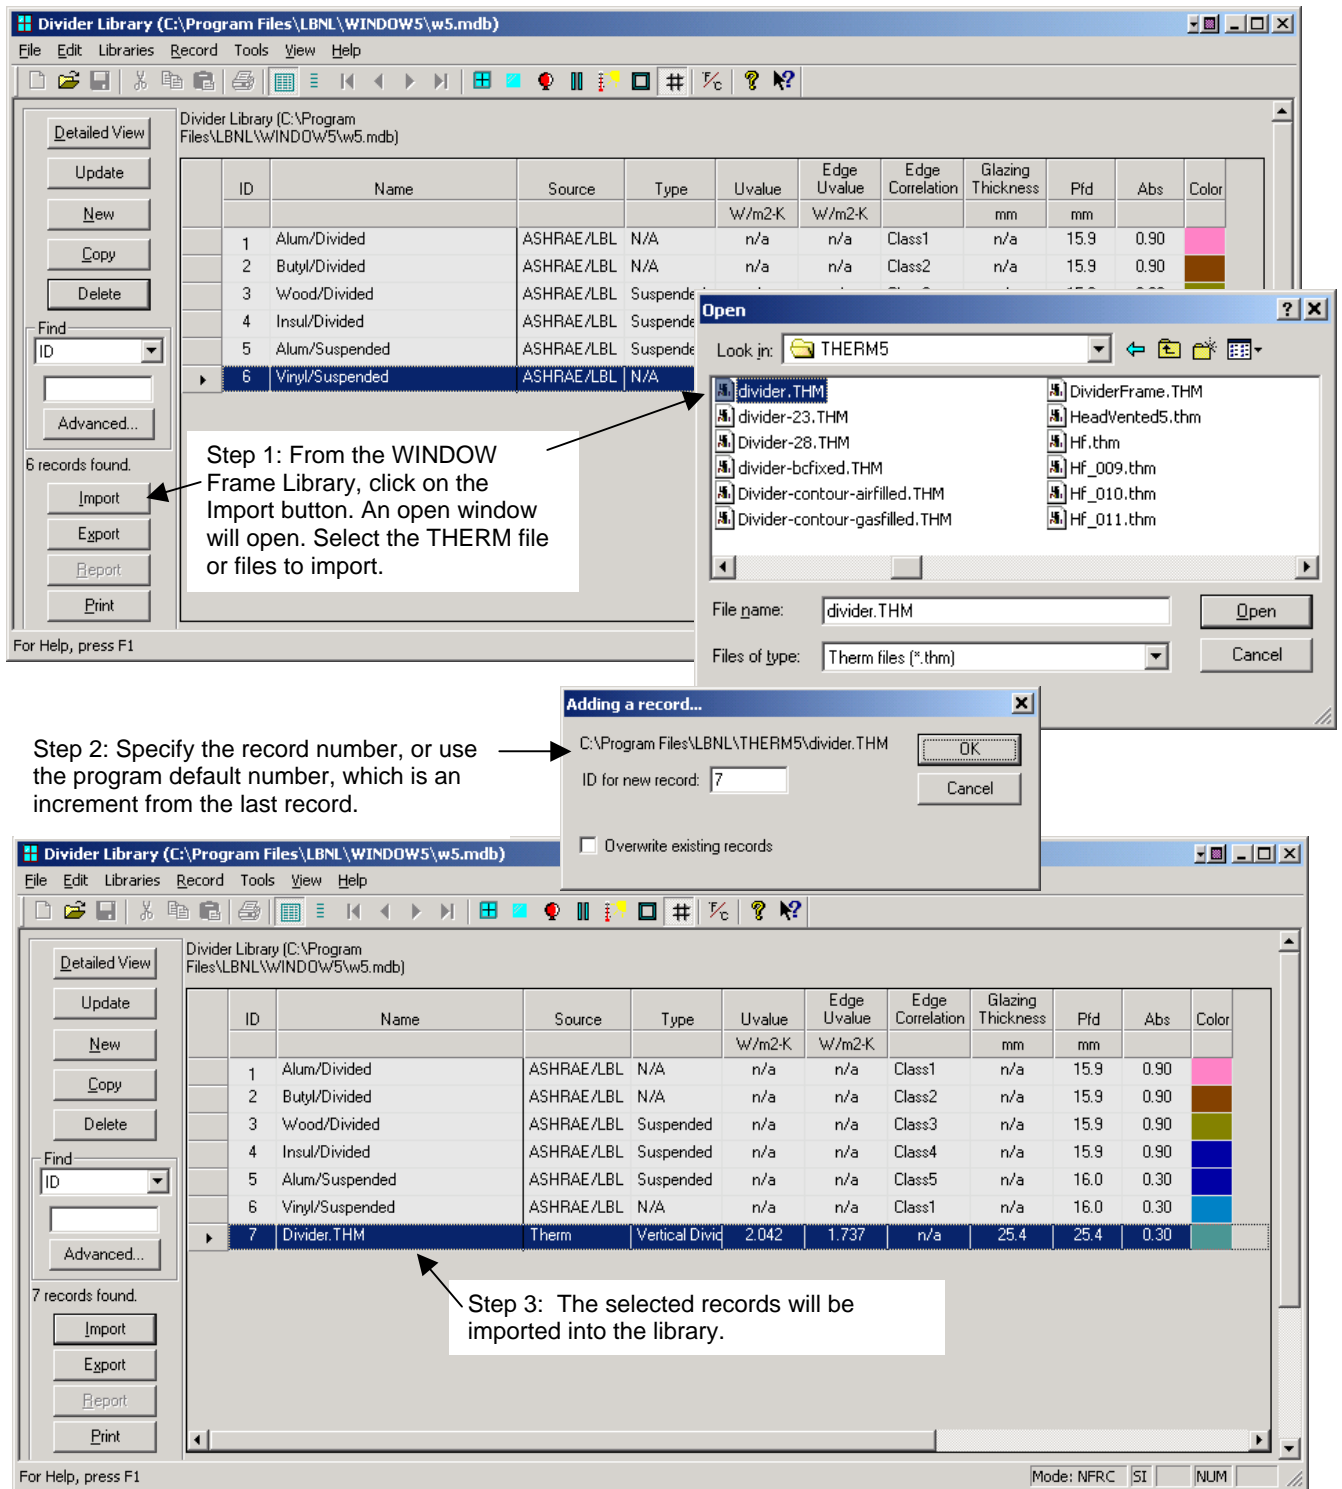 Divider Library (C:\Program Files\LBNL\WINDOW5\w5.mdb)
File Edit Libraries Record Tools View Help
Detailed View
Update
New
Copy
Delete
Find
ID
Advanced...
6 records found.
Import
Export
Report
Print
For Help, press F1
Divider Library (C:\Program
Files\LBNL\WINDOW5\w5.mdb)
ID Name Source Type Uvalue Edge Uvalue Edge Correlation Glazing Thickness Pfd Abs Color
W/m2-K W/m2-K mm mm
1 Alum/Divided ASHRAE/LBL N/A n/a n/a Class1 n/a 15.9 0.90
2 Butyl/Divided ASHRAE/LBL N/A n/a n/a Class2 n/a 15.9 0.90
3 Wood/Divided ASHRAE/LBL Suspended
4 Insul/Divided ASHRAE/LBL Suspende
5 Alum/Suspended ASHRAE/LBL Suspende
6 Vinyl/Suspended ASHRAE/LBL N/A
Step 1: From the WINDOW
Frame Library, click on the
Import button. An open window
will open. Select the THERM file
or files to import.
Open
Look in: THERM5
divider.THM DividerFrame.THM
divider-23.THM HeadVented5.thm
Divider-28.THM Hf.thm
divider-bcfixed.THM Hf_009.thm
Divider-contour-airfilled.THM Hf_010.thm
Divider-contour-gasfilled.THM Hf_011.thm
File name: divider.THM Open
Files of type: Therm files (*.thm) Cancel
Step 2: Specify the record number, or use
the program default number, which is an
increment from the last record.
Adding a record...
C:\Program Files\LBNL\THERM5\divider.THM OK
ID for new record: 7 Cancel
Overwrite existing records
Divider Library (C:\Program Files\LBNL\WINDOW5\w5.mdb)
File Edit Libraries Record Tools View Help
Detailed View
Update
New
Copy
Delete
Find
ID
Advanced...
7 records found.
Import
Export
Report
Print
Divider Library (C:\Program
Files\LBNL\WINDOW5\w5.mdb)
ID Name Source Type Uvalue Edge Uvalue Edge Correlation Glazing Thickness Pfd Abs Color
W/m2-K W/m2-K mm mm
1 Alum/Divided ASHRAE/LBL N/A n/a n/a Class1 n/a 15.9 0.90
2 Butyl/Divided ASHRAE/LBL N/A n/a n/a Class2 n/a 15.9 0.90
3 Wood/Divided ASHRAE/LBL Suspended n/a n/a Class3 n/a 15.9 0.90
4 Insul/Divided ASHRAE/LBL Suspended n/a n/a Class4 n/a 15.9 0.90
5 Alum/Suspended ASHRAE/LBL Suspended n/a n/a Class5 n/a 16.0 0.30
6 Vinyl/Suspended ASHRAE/LBL N/A n/a n/a Class1 n/a 16.0 0.30
7 Divider.THM Therm Vertical Divic 2.042 1.737 n/a 25.4 25.4 0.30
Step 3: The selected records will be
imported into the library.
For Help, press F1 Mode: NFRC SI NUM